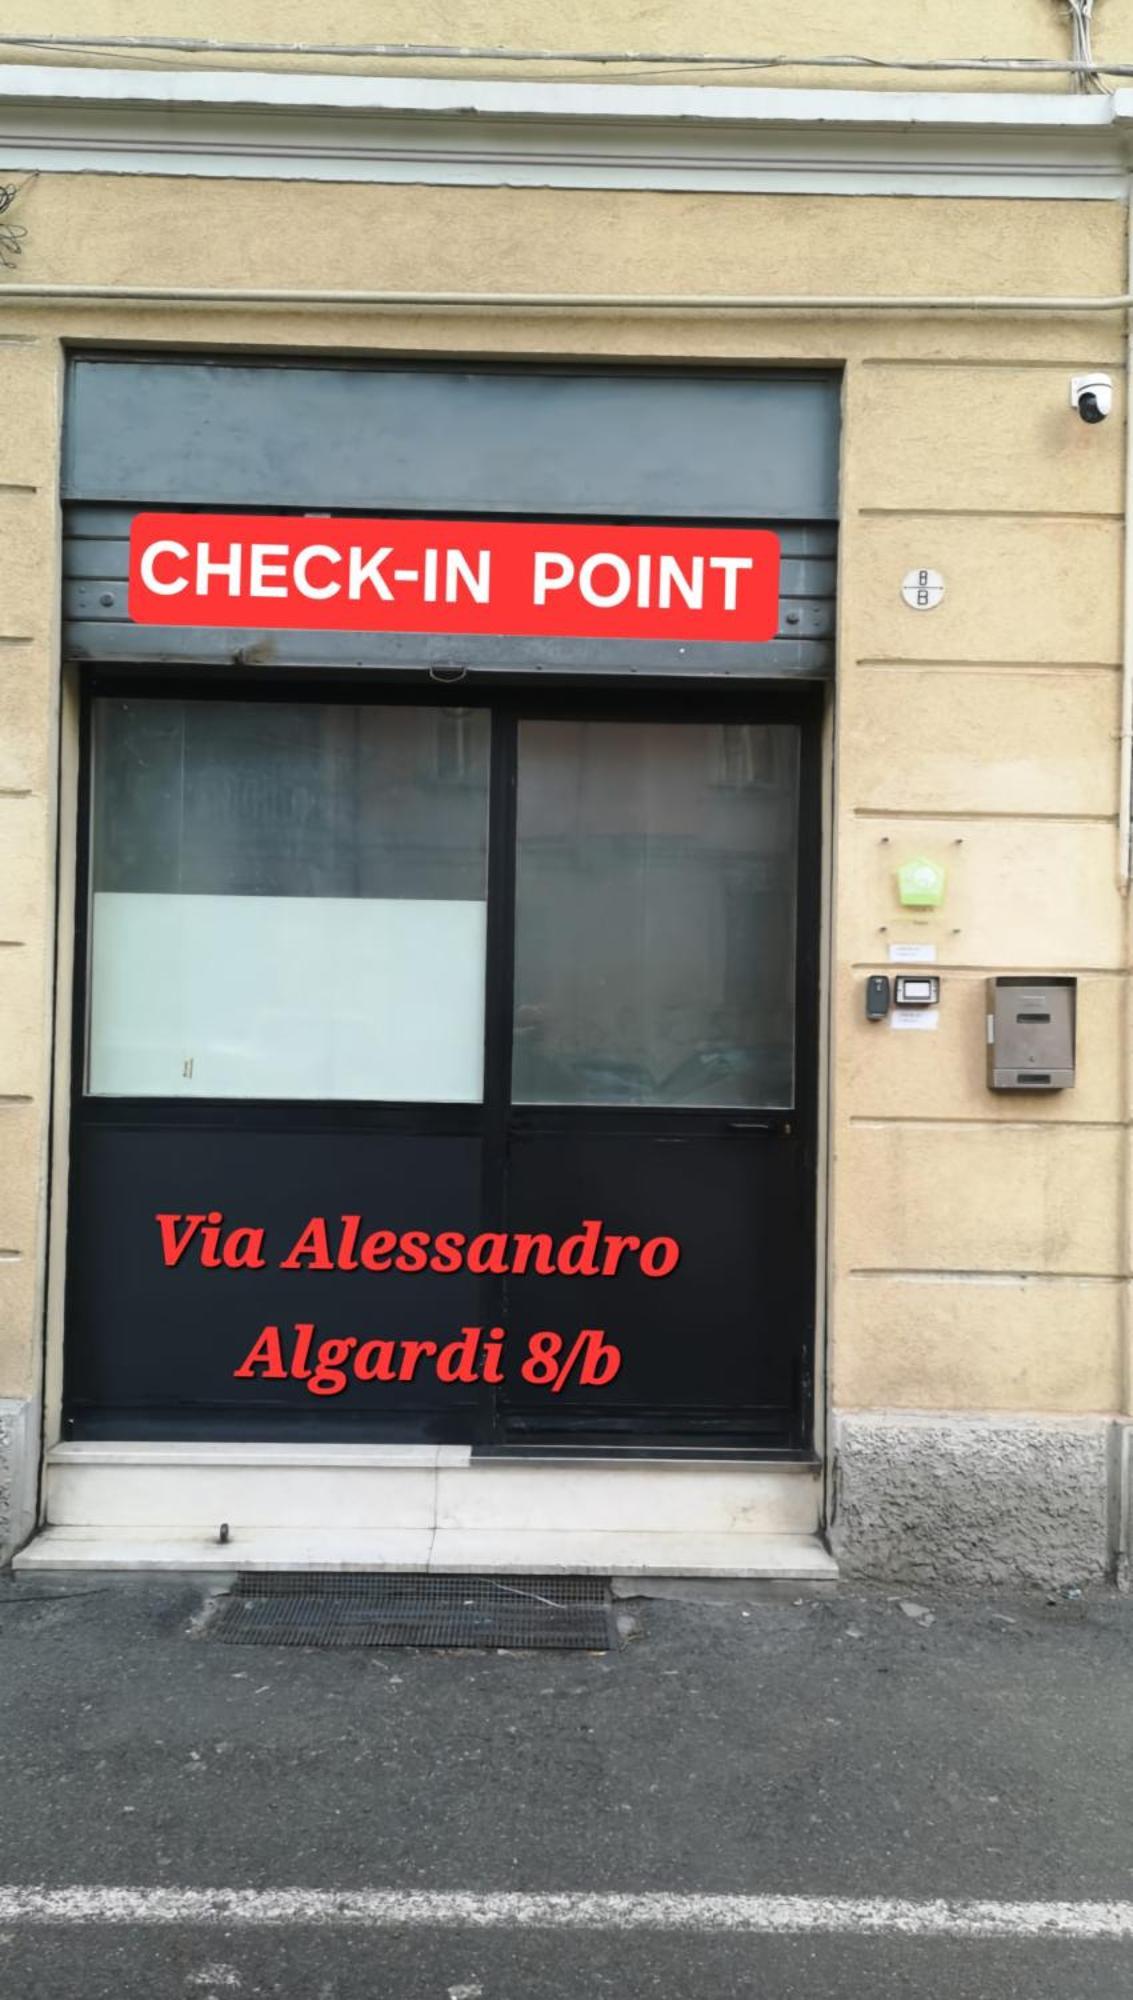 CHECK-IN POINT
8
B
Via Alessandro
Algardi 8/b